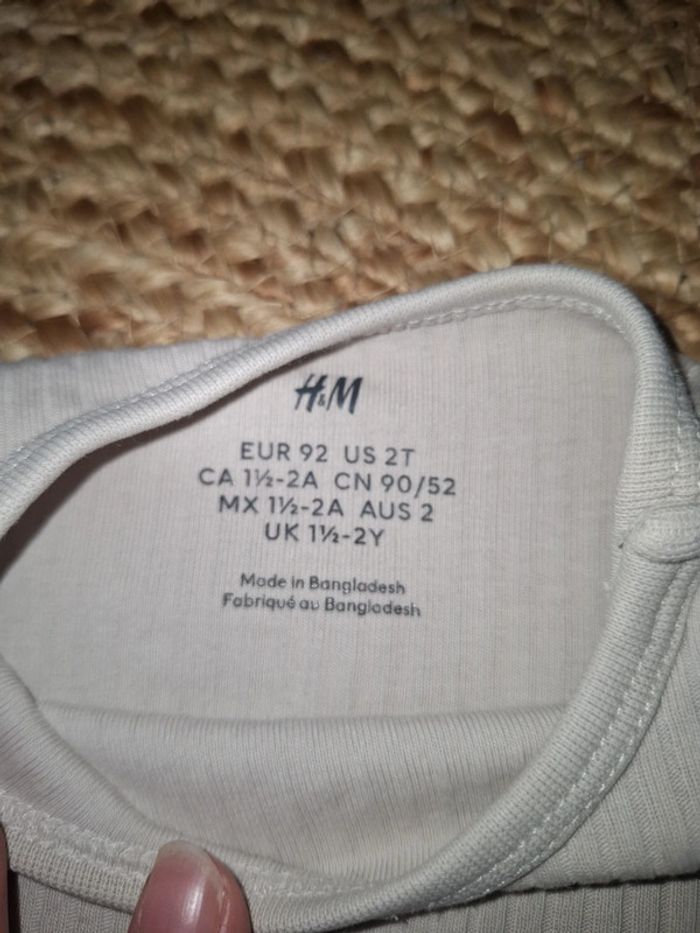 H&M
EUR 92 US 2T
CA 1½-2A CN 90/52
MX 1½-2A AUS 2
UK 1½-2Y
Made in Bangladesh
Fabriqué au Bangladesh